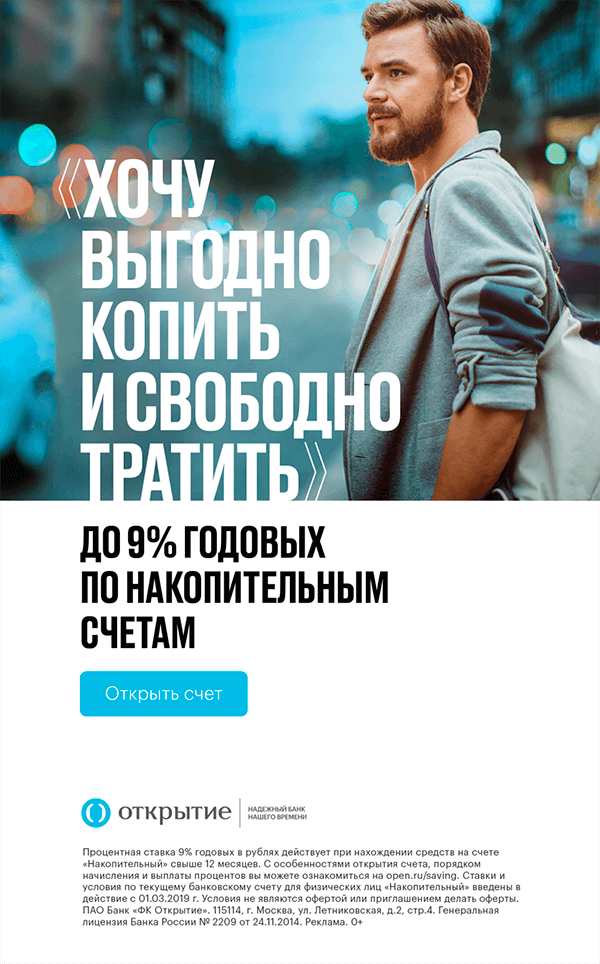 «ХОЧУ
ВЫГОДНО
КОПИТЬ
И СВОБОДНО
ТРАТИТЬ»
ДО 9% ГОДОВЫХ
ПО НАКОПИТЕЛЬНЫМ
СЧЕТАМ
Открыть счет
открытие
НАДЕЖНЫЙ БАНК
НАШЕГО ВРЕМЕНИ
Процентная ставка 9% годовых в рублях действует при нахождении средств на счете
«Накопительный» свыше 12 месяцев. С особенностями открытия счета, порядком
начисления и выплаты процентов вы можете ознакомиться на open.ru/saving. Ставки и
условия по текущему банковскому счету для физических лиц «Накопительный» введены в
действие с 01.03.2019 г. Условия не являются офертой или приглашением делать оферты.
ПАО Банк «ФК Открытие». 115114, г. Москва, ул. Летниковская, д.2, стр.4. Генеральная
лицензия Банка России № 2209 от 24.11.2014. Реклама. 0+